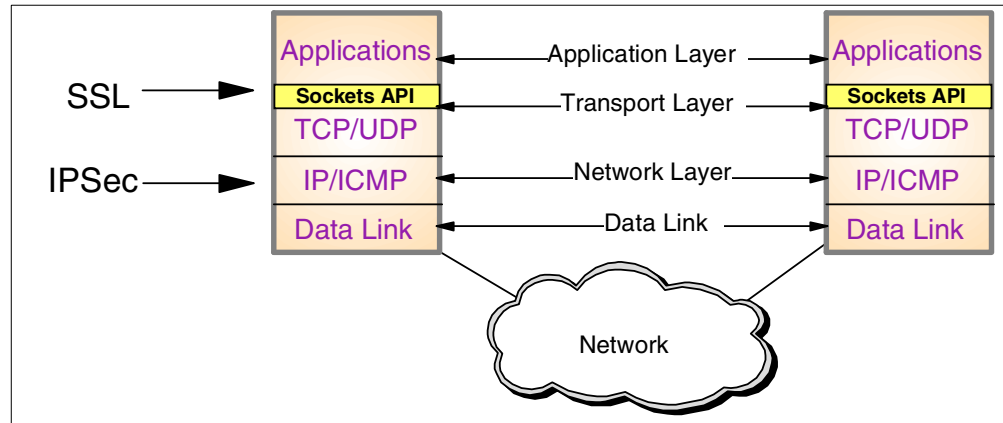 Applications
Application Layer
Applications
SSL
Sockets API
Transport Layer
Sockets API
TCP/UDP
TCP/UDP
IPSec
IP/ICMP
Network Layer
IP/ICMP
Data Link
Data Link
Data Link
Network